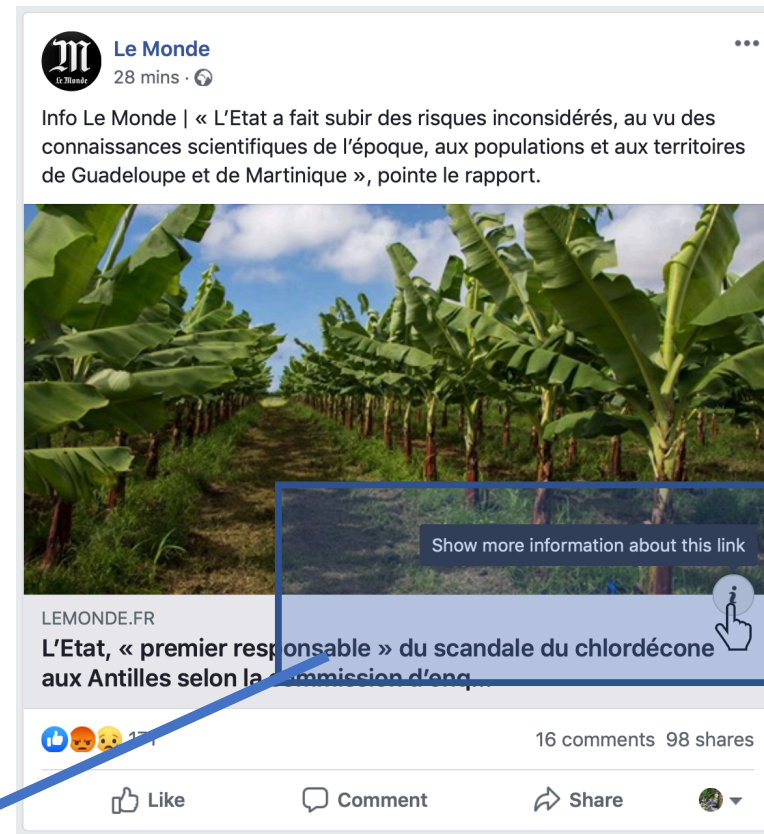 Le Monde
28 mins ·
Info Le Monde | « L'Etat a fait subir des risques inconsidérés, au vu des
connaissances scientifiques de l'époque, aux populations et aux territoires
de Guadeloupe et de Martinique », pointe le rapport.
Show more information about this link
LEMONDE.FR
L'Etat, « premier responsable » du scandale du chlordécone
aux Antilles selon la commission d'enq...
16 comments 98 shares
Like Comment Share